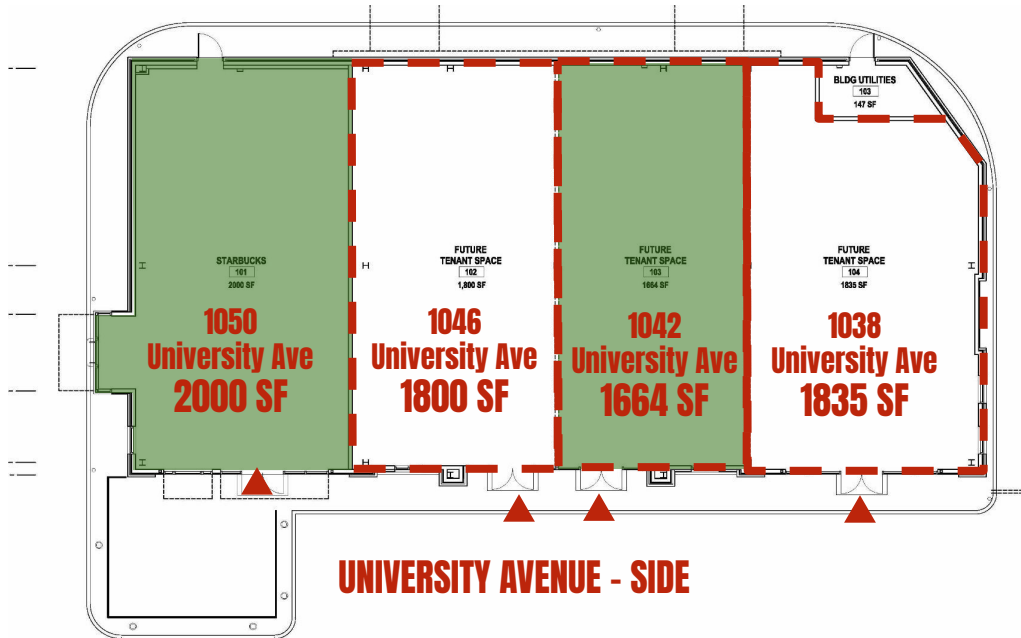 BLDG UTILITIES
103
147 SF
STARBUCKS
101
2000 SF
1050
University Ave
2000 SF
FUTURE
TENANT SPACE
102
1,800 SF
1046
University Ave
1800 SF
FUTURE
TENANT SPACE
103
1664 SF
1042
University Ave
1664 SF
FUTURE
TENANT SPACE
104
1835 SF
1038
University Ave
1835 SF
UNIVERSITY AVENUE - SIDE